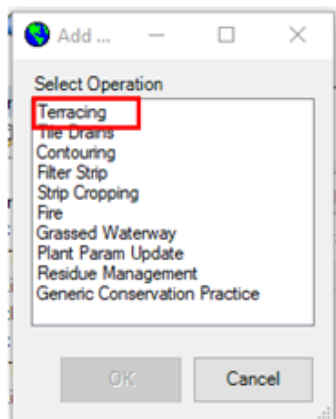 Add ...
Select Operation
Terracing
Tile Drains
Contouring
Filter Strip
Strip Cropping
Fire
Grassed Waterway
Plant Param Update
Residue Management
Generic Conservation Practice
OK
Cancel